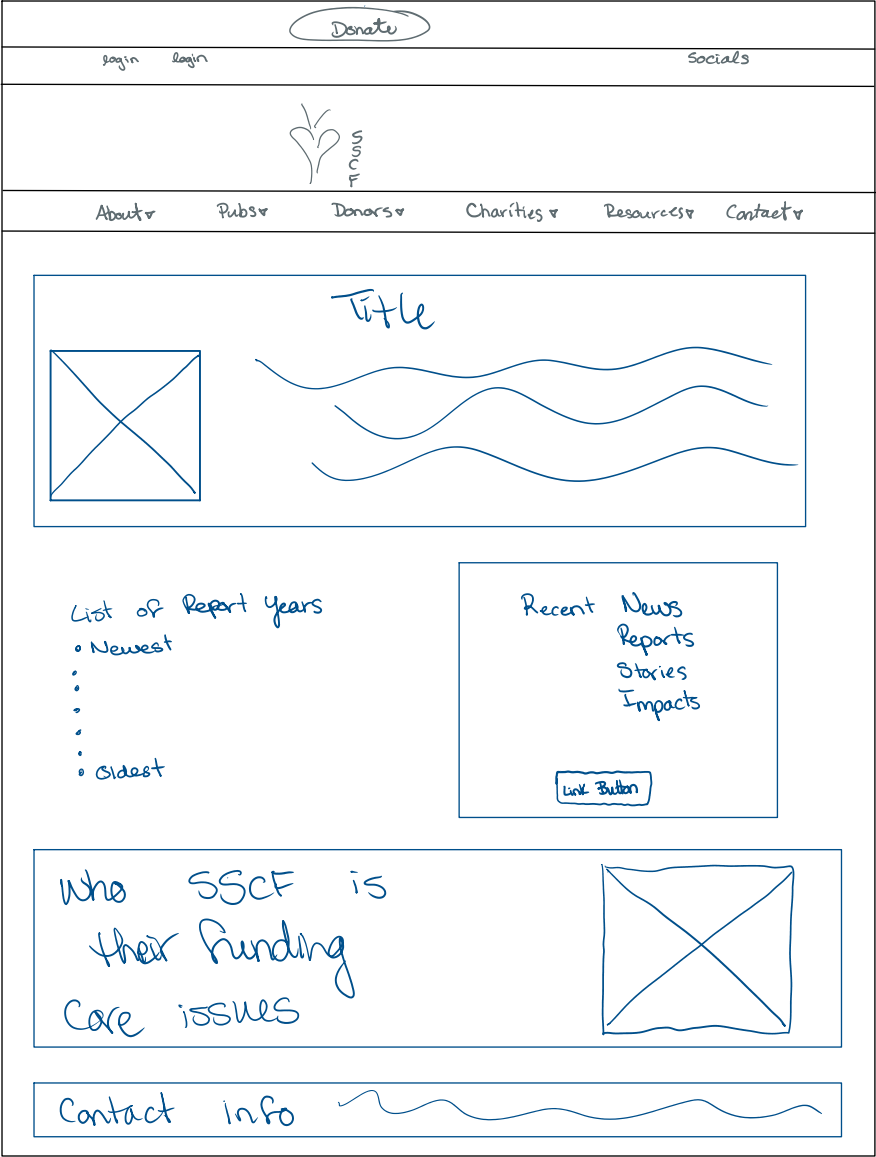 Donate
login login Socials
S
S
C
F
About Pubs Donors Charities Resources Contact
Title
List of Report Years
Newest
Oldest
Recent News
Reports
Stories
Impacts
Link Button
Who SSCF is
their funding
Core issues
Contact info